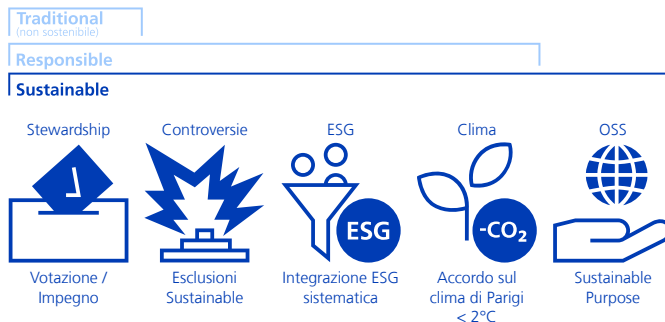 Traditional
(non sostenibile)
Responsible
Sustainable
Stewardship
Controversie
ESG
Clima
OSS
ESG
-CO₂
Votazione /
Impegno
Esclusioni
Sustainable
Integrazione ESG
sistematica
Accordo sul
clima di Parigi
< 2°C
Sustainable
Purpose